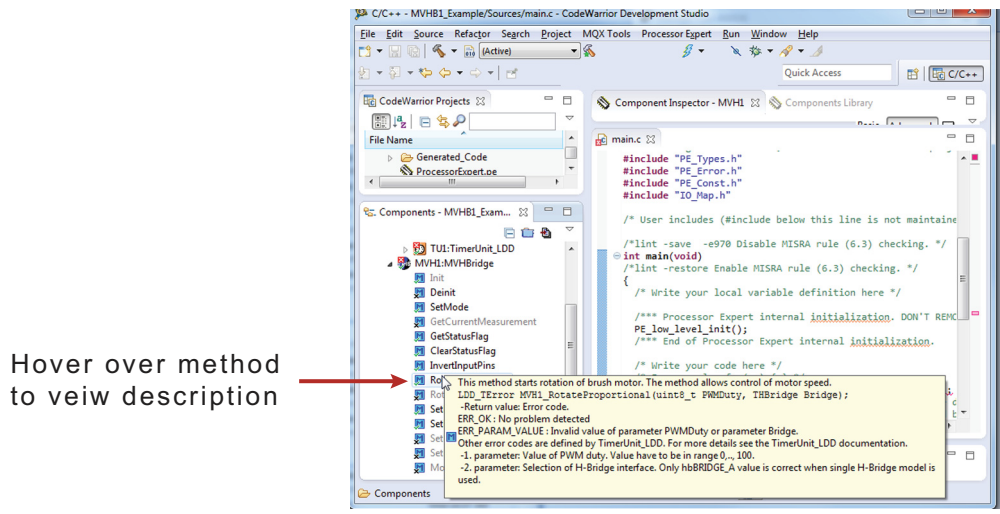 C/C++ - MVHB1_Example/Sources/main.c - CodeWarrior Development Studio
File Edit Source Refactor Search Project MQX Tools Processor Expert Run Window Help
(Active)
Quick Access
C/C++
CodeWarrior Projects
File Name
Generated_Code
ProcessorExpert.pe
Component Inspector - MVH1 Components Library
main.c
#include "PE_Types.h"
#include "PE_Error.h"
#include "PE_Const.h"
#include "IO_Map.h"
/* User includes (#include below this line is not maintaine
/*lint -save -e970 Disable MISRA rule (6.3) checking. */
int main(void)
/*lint -restore Enable MISRA rule (6.3) checking. */
{
/* Write your local variable definition here */
/*** Processor Expert internal initialization. DON'T REMO
PE_low_level_init();
/*** End of Processor Expert internal initialization.
/* Write your code here */
Components - MVHB1_Exam...
TU1:TimerUnit_LDD
MVH1:MVHBridge
Init
Deinit
SetMode
GetCurrentMeasurement
GetStatusFlag
ClearStatusFlag
InvertInputPins
Ro
Rot
Set
Set
Set
Set
Mo
Hover over method
to veiw description
This method starts rotation of brush motor. The method allows control of motor speed.
LDD_TError MVH1_RotateProportional(uint8_t PWMDuty, THBridge Bridge);
-Return value: Error code.
ERR_OK : No problem detected
ERR_PARAM_VALUE : Invalid value of parameter PWMDuty or parameter Bridge.
Other error codes are defined by TimerUnit_LDD. For more details see the TimerUnit_LDD documentation.
-1. parameter: Value of PWM duty. Value have to be in range 0,.., 100.
-2. parameter: Selection of H-Bridge interface. Only hbBRIDGE_A value is correct when single H-Bridge model is
used.
Components